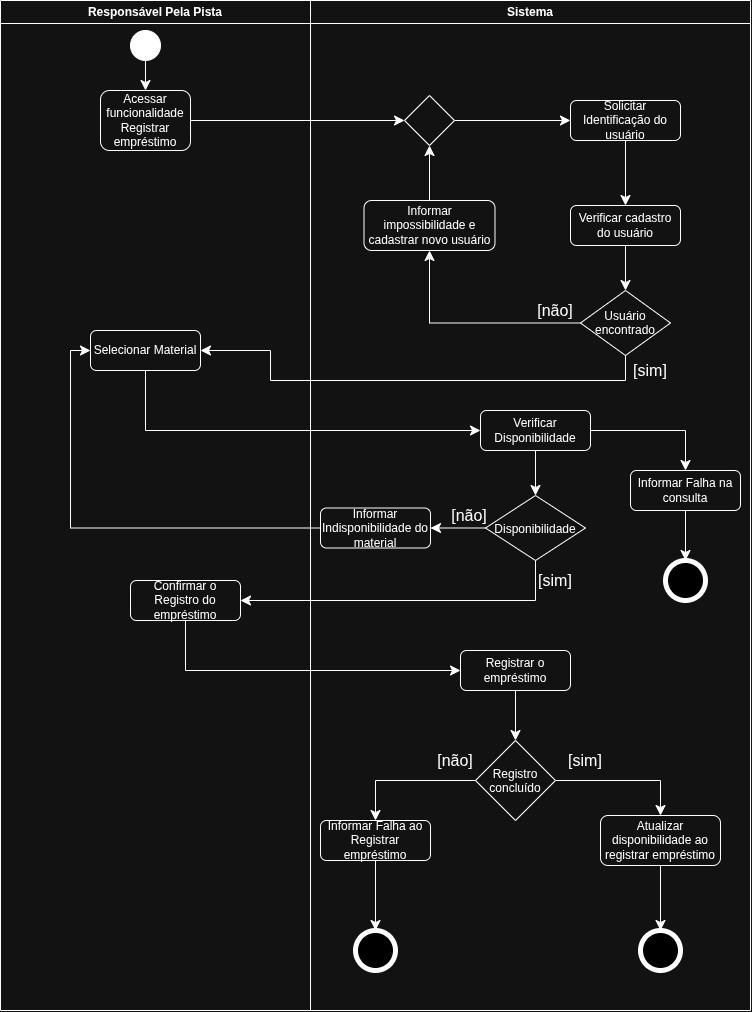 Responsável Pela Pista
Sistema
Acessar
funcionalidade
Registrar
empréstimo
Solicitar
Identificação do
usuário
Informar
impossibilidade e
cadastrar novo usuário
Verificar cadastro
do usuário
[não]
Usuário
encontrado
[sim]
Selecionar Material
Verificar
Disponibilidade
Informar Falha na
consulta
Informar
Indisponibilidade do
material
[não]
Disponibilidade
[sim]
Confirmar o
Registro do
empréstimo
Registrar o
empréstimo
[não]
[sim]
Registro
concluído
Informar Falha ao
Registrar
empréstimo
Atualizar
disponibilidade ao
registrar empréstimo